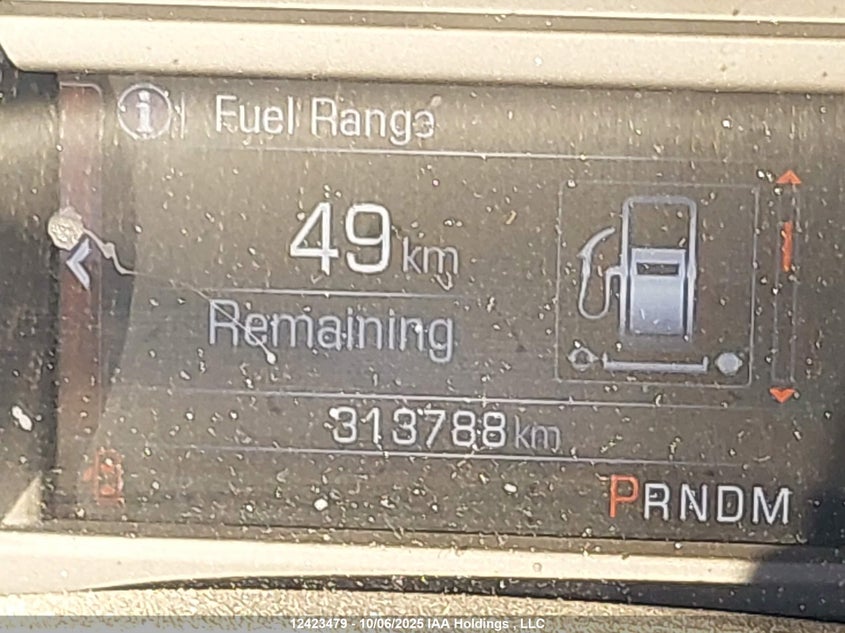 i Fuel Range
49 km
Remaining
313788 km
PRNDM
12423479 - 10/06/2025 IAA Holdings , LLC